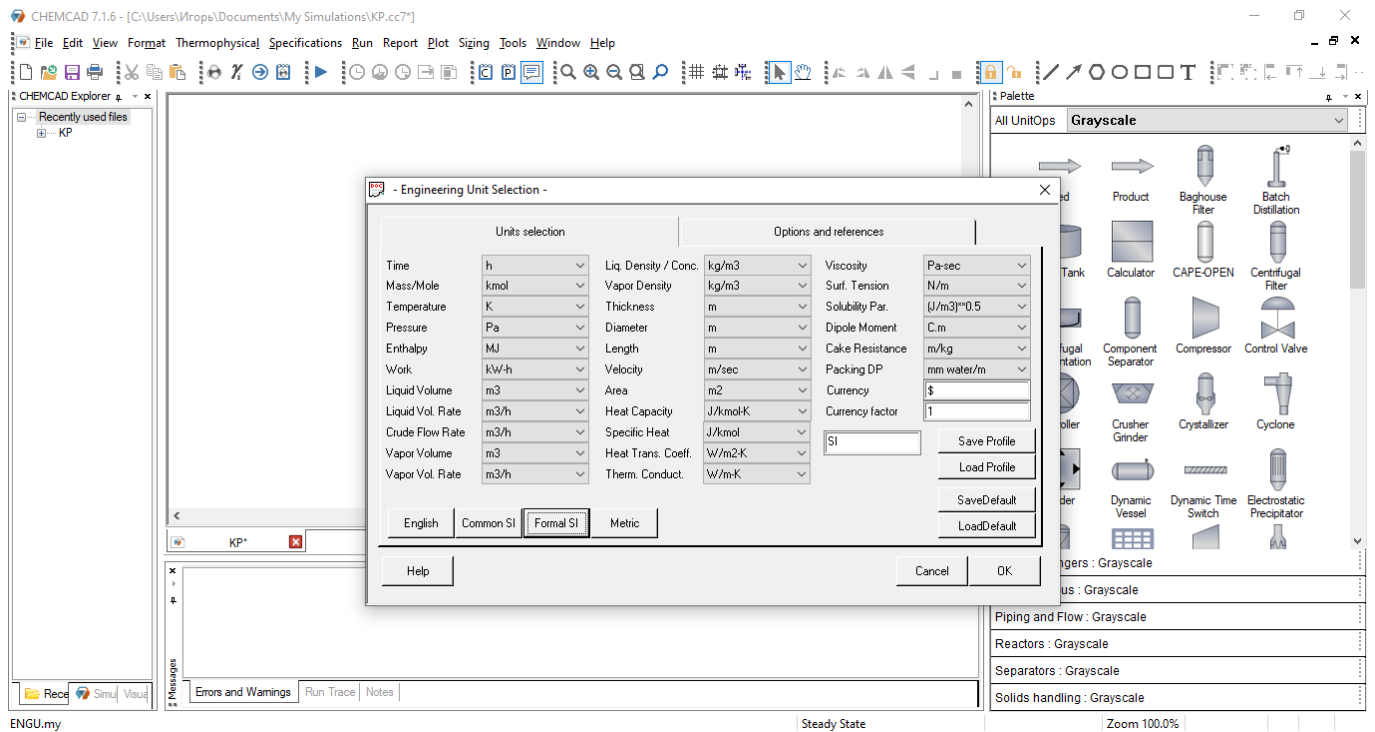 CHEMCAD 7.1.6 - [C:\Users\Игорь\Documents\My Simulations\KP.cc7*]
File Edit View Format Thermophysical Specifications Run Report Plot Sizing Tools Window Help
CHEMCAD Explorer
Recently used files
KP
Palette
All UnitOps Grayscale
Product
Baghouse Filter
Batch Distillation
Tank
Calculator
CAPE-OPEN
Centrifugal Filter
Component Separator
Compressor
Control Valve
Crusher Grinder
Crystallizer
Cyclone
Dynamic Vessel
Dynamic Time Switch
Electrostatic Precipitator
- Engineering Unit Selection -
Units selection
Options and references
Time h
Mass/Mole kmol
Temperature K
Pressure Pa
Enthalpy MJ
Work kW-h
Liquid Volume m3
Liquid Vol. Rate m3/h
Crude Flow Rate m3/h
Vapor Volume m3
Vapor Vol. Rate m3/h
Liq. Density / Conc. kg/m3
Vapor Density kg/m3
Thickness m
Diameter m
Length m
Velocity m/sec
Area m2
Heat Capacity J/kmol-K
Specific Heat J/kmol
Heat Trans. Coeff. W/m2-K
Therm. Conduct. W/m-K
Viscosity Pa-sec
Surf. Tension N/m
Solubility Par. (J/m3)**0.5
Dipole Moment C.m
Cake Resistance m/kg
Packing DP mm water/m
Currency $
Currency factor 1
SI
Save Profile
Load Profile
SaveDefault
LoadDefault
English Common SI Formal SI Metric
Help Cancel OK
KP*
gers : Grayscale
us : Grayscale
Piping and Flow : Grayscale
Reactors : Grayscale
Separators : Grayscale
Solids handling : Grayscale
Messages
Errors and Warnings Run Trace Notes
Rece Simu Visua
ENGU.my Steady State Zoom 100.0%